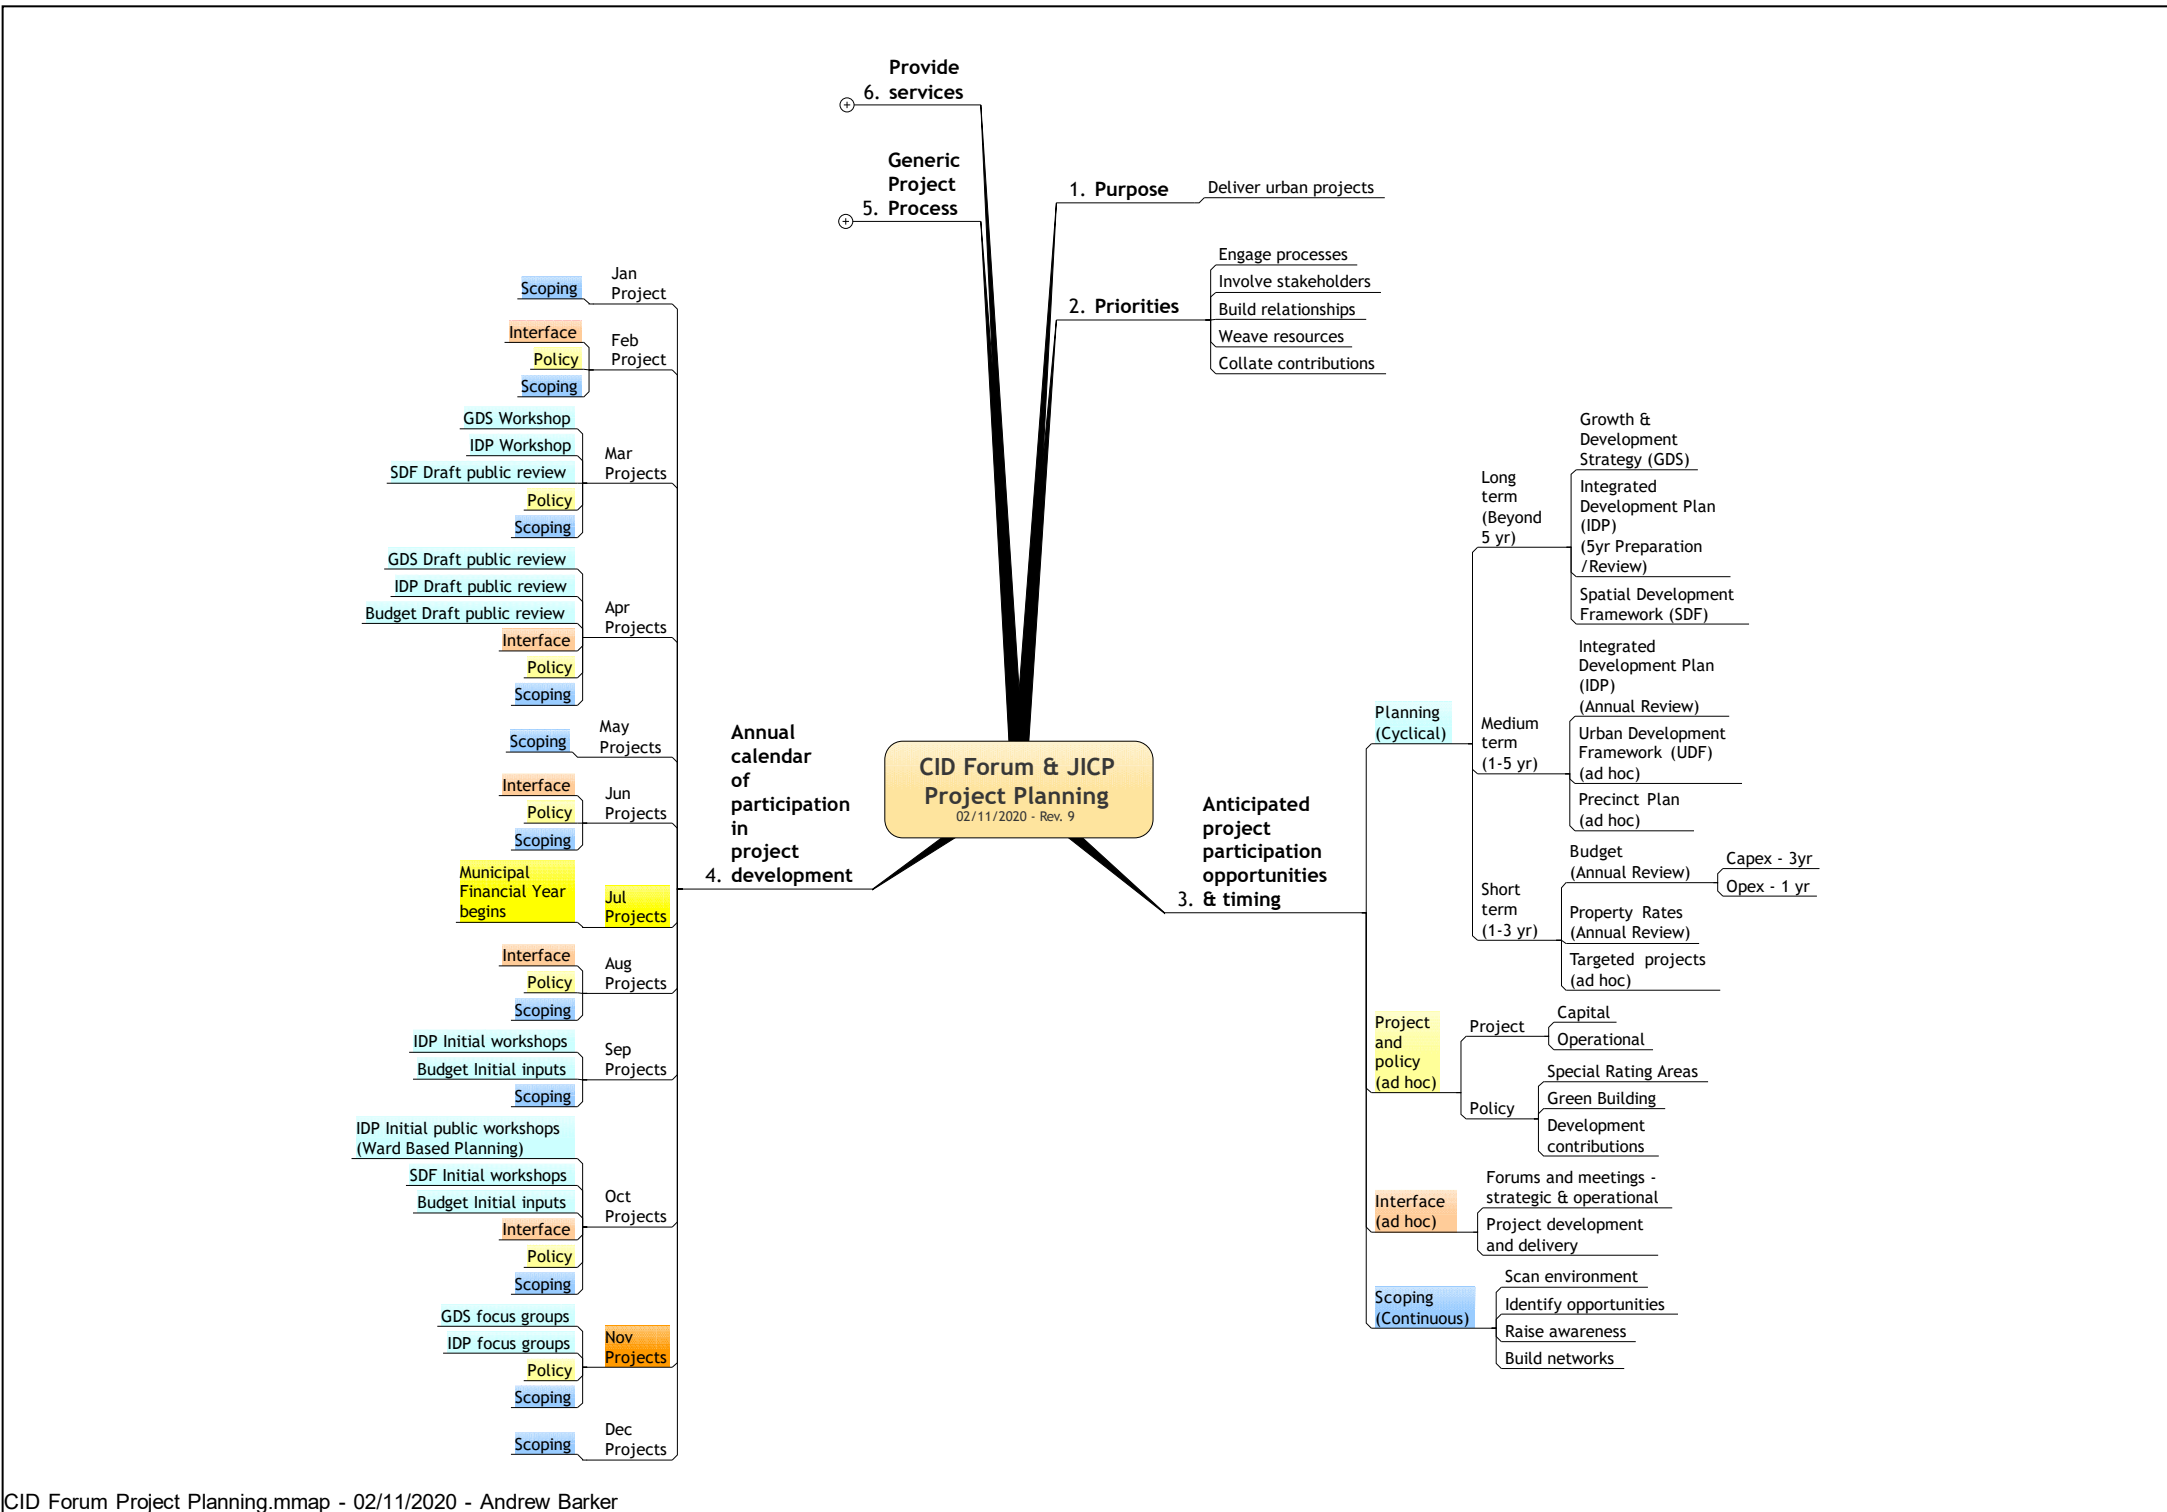 CID Forum & JICP
Project Planning
02/11/2020 - Rev. 9
1. Purpose
Deliver urban projects
2. Priorities
Engage processes
Involve stakeholders
Build relationships
Weave resources
Collate contributions
Anticipated
project
participation
opportunities
3. & timing
Planning
(Cyclical)
Long
term
(Beyond
5 yr)
Growth &
Development
Strategy (GDS)
Integrated
Development Plan
(IDP)
(5yr Preparation
/Review)
Spatial Development
Framework (SDF)
Medium
term
(1-5 yr)
Integrated
Development Plan
(IDP)
(Annual Review)
Urban Development
Framework (UDF)
(ad hoc)
Precinct Plan
(ad hoc)
Short
term
(1-3 yr)
Budget
(Annual Review)
Capex - 3yr
Opex - 1 yr
Property Rates
(Annual Review)
Targeted projects
(ad hoc)
Project
and
policy
(ad hoc)
Project
Capital
Operational
Policy
Special Rating Areas
Green Building
Development
contributions
Interface
(ad hoc)
Forums and meetings -
strategic & operational
Project development
and delivery
Scoping
(Continuous)
Scan environment
Identify opportunities
Raise awareness
Build networks
Annual
calendar
of
participation
in
project
4. development
Jan
Project
Scoping
Feb
Project
Interface
Policy
Scoping
Mar
Projects
GDS Workshop
IDP Workshop
SDF Draft public review
Policy
Scoping
Apr
Projects
GDS Draft public review
IDP Draft public review
Budget Draft public review
Interface
Policy
Scoping
May
Projects
Scoping
Jun
Projects
Interface
Policy
Scoping
Jul
Projects
Municipal
Financial Year
begins
Aug
Projects
Interface
Policy
Scoping
Sep
Projects
IDP Initial workshops
Budget Initial inputs
Scoping
Oct
Projects
IDP Initial public workshops
(Ward Based Planning)
SDF Initial workshops
Budget Initial inputs
Interface
Policy
Scoping
Nov
Projects
GDS focus groups
IDP focus groups
Policy
Scoping
Dec
Projects
Scoping
Generic
Project
5. Process
Provide
6. services
CID Forum Project Planning.mmap - 02/11/2020 - Andrew Barker